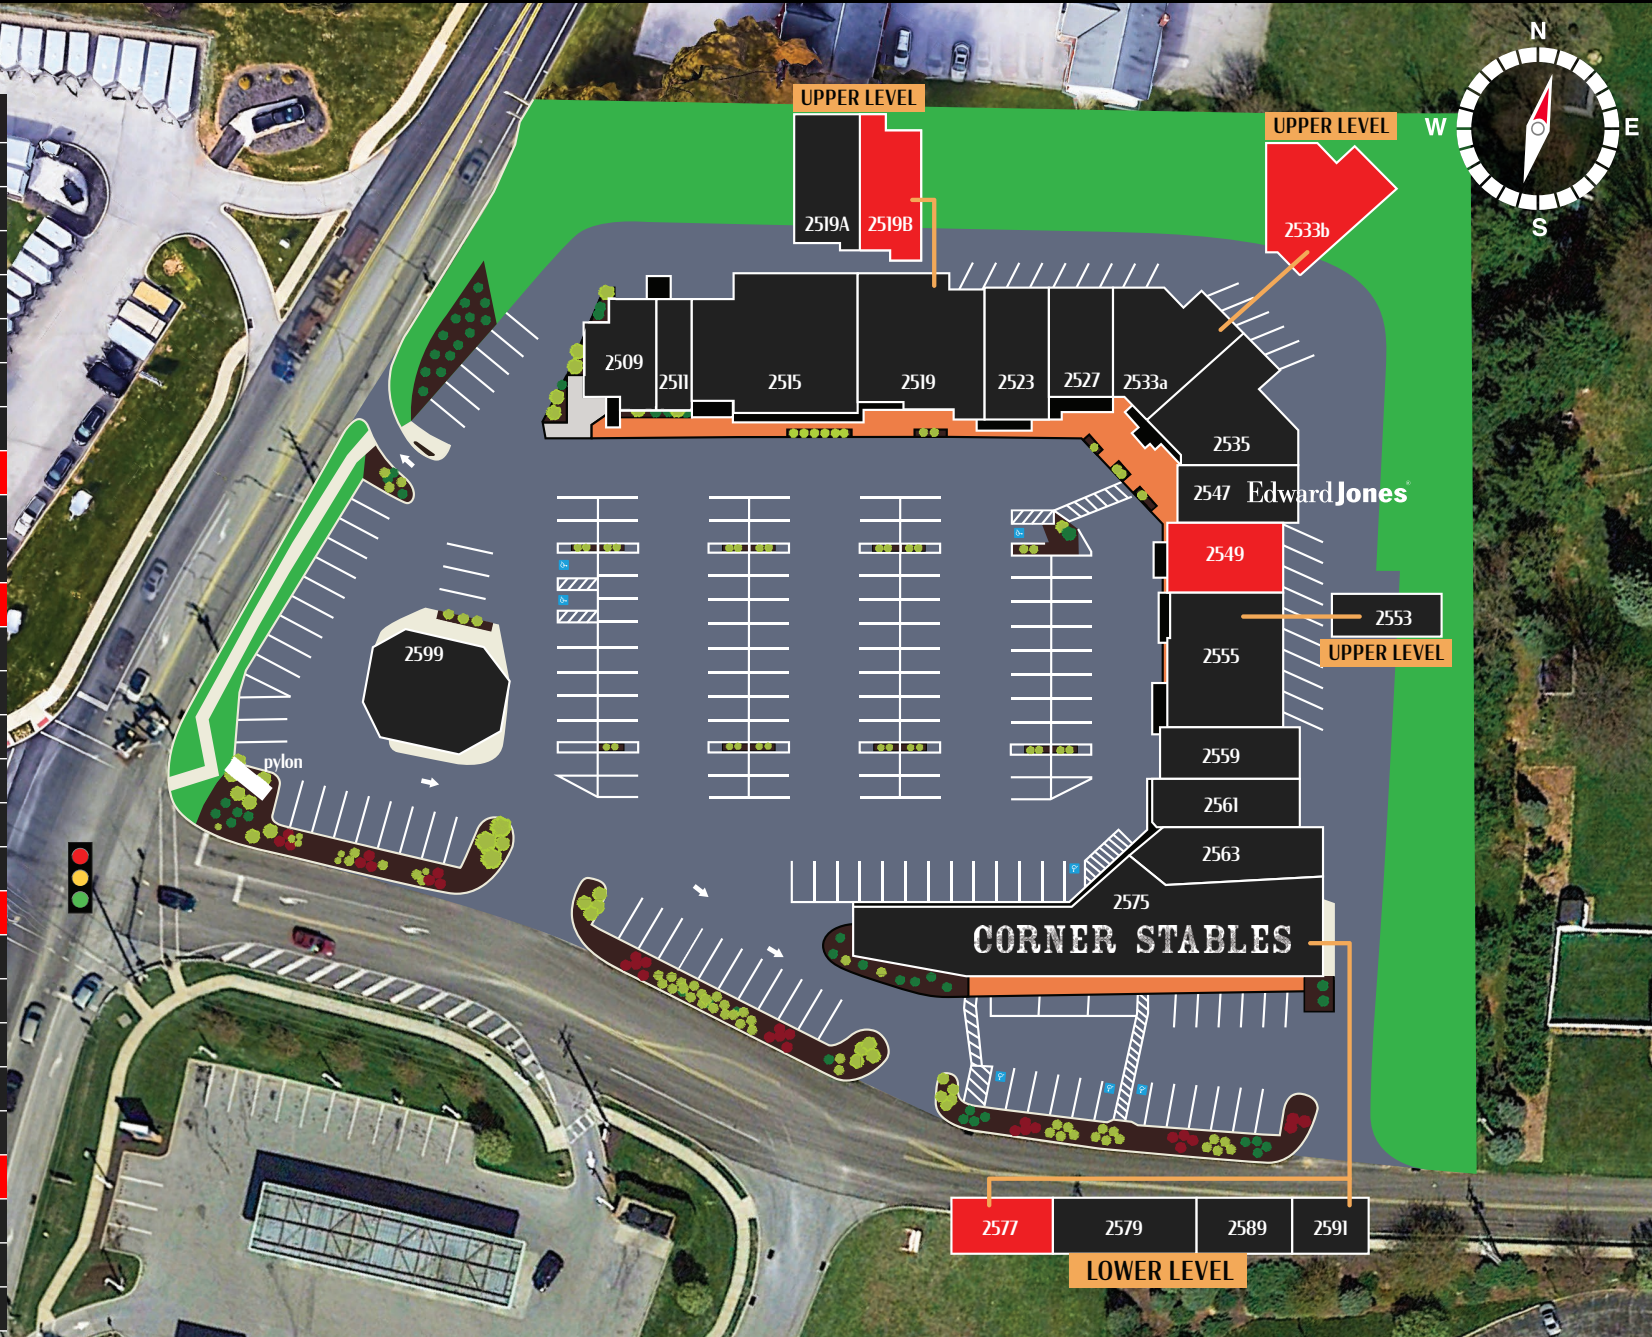 N
UPPER LEVEL
UPPER LEVEL
W
E
2519A
2519B
2533b
S
2509
2511
2515
2519
2523
2527
2533a
2535
2547
Edward Jones
2549
2553
2599
2555
UPPER LEVEL
2559
pylon
2561
2563
2575
CORNER STABLES
2577
2579
2589
2591
LOWER LEVEL